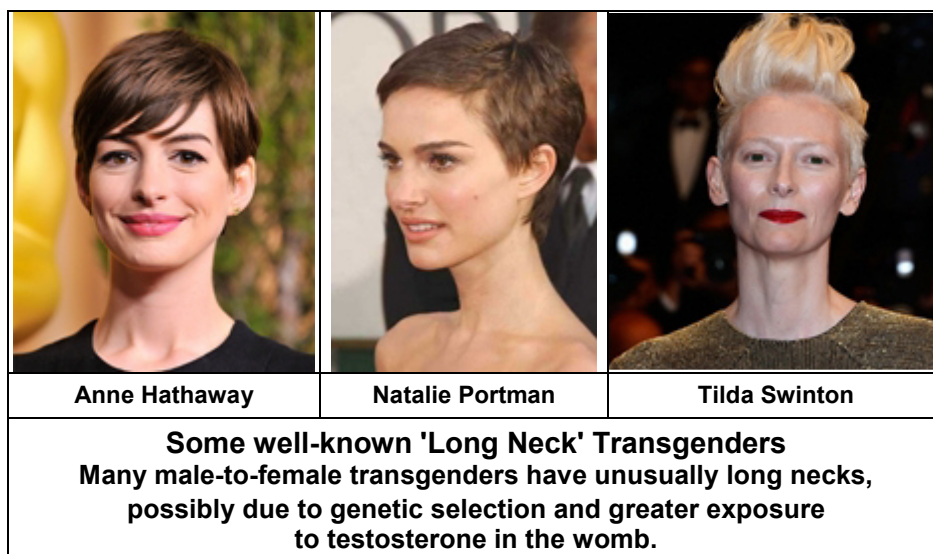 Anne Hathaway
Natalie Portman
Tilda Swinton
Some well-known 'Long Neck' Transgenders
Many male-to-female transgenders have unusually long necks,
possibly due to genetic selection and greater exposure
to testosterone in the womb.